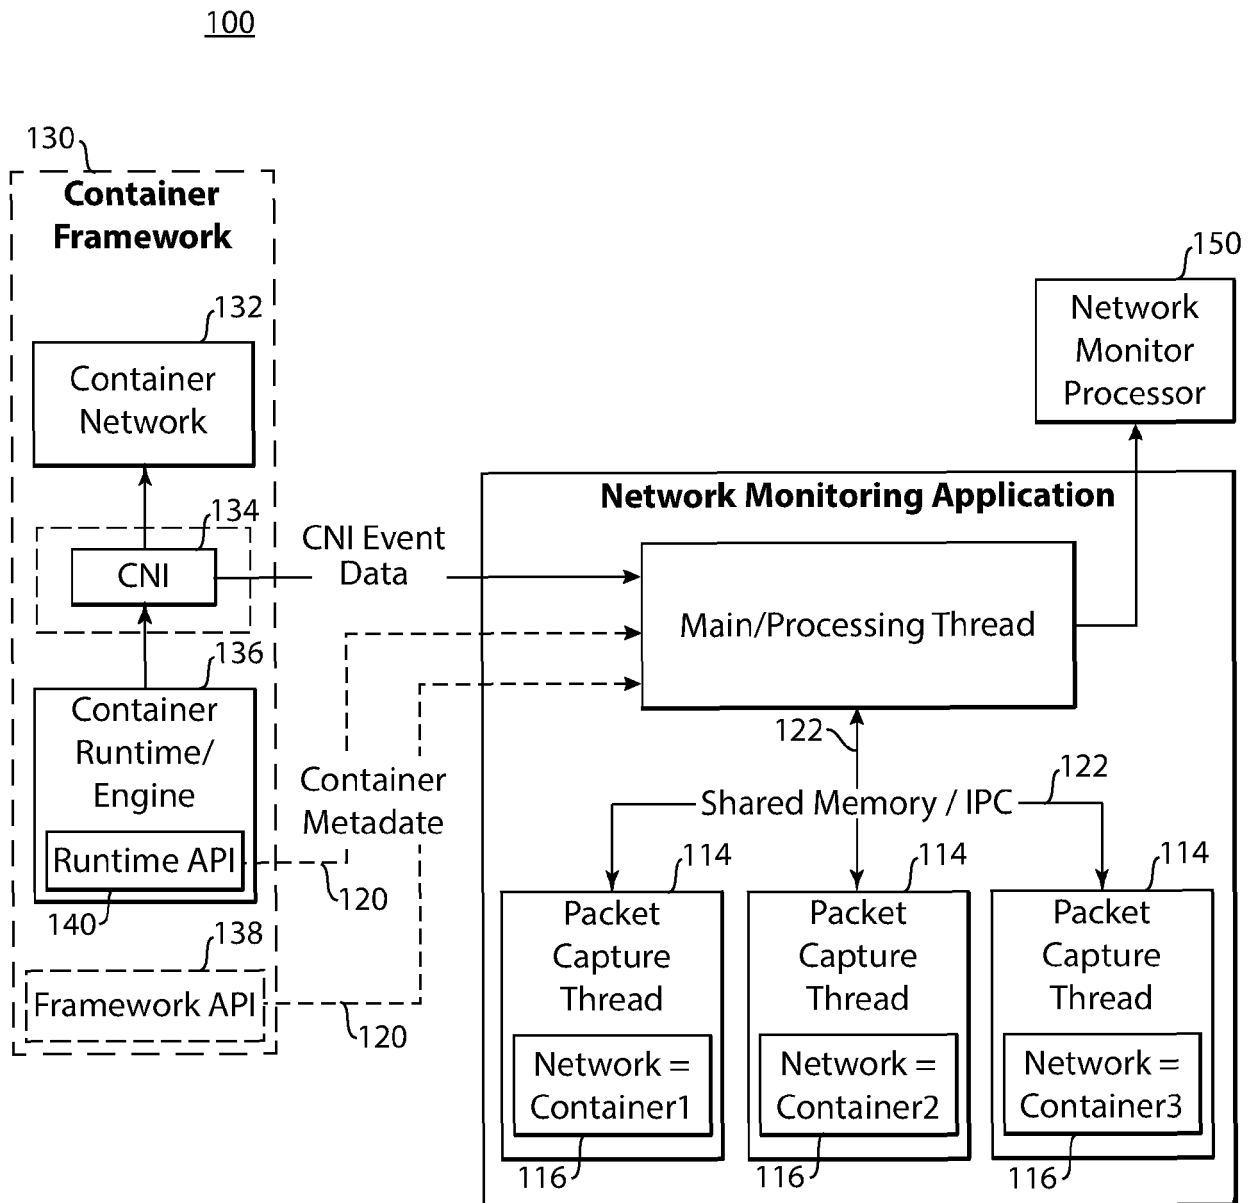 100
130
Container
Framework
132
Container
Network
134
CNI
CNI Event
Data
136
Container
Runtime/
Engine
Runtime API
140
138
Framework API
Container
Metadate
120
120
150
Network
Monitor
Processor
Network Monitoring Application
Main/Processing Thread
122
Shared Memory / IPC
122
114
Packet
Capture
Thread
Network =
Container1
116
114
Packet
Capture
Thread
Network =
Container2
116
114
Packet
Capture
Thread
Network =
Container3
116